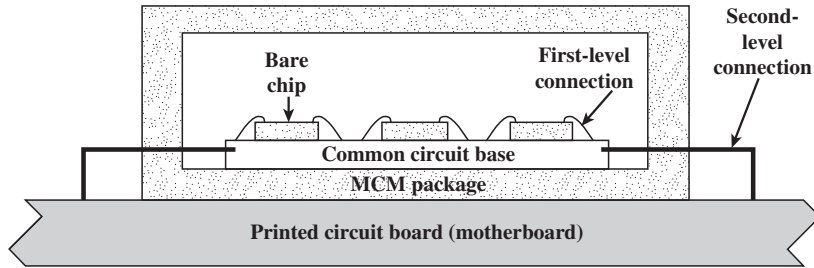 Second-
level
connection
Bare
chip
First-level
connection
Common circuit base
MCM package
Printed circuit board (motherboard)